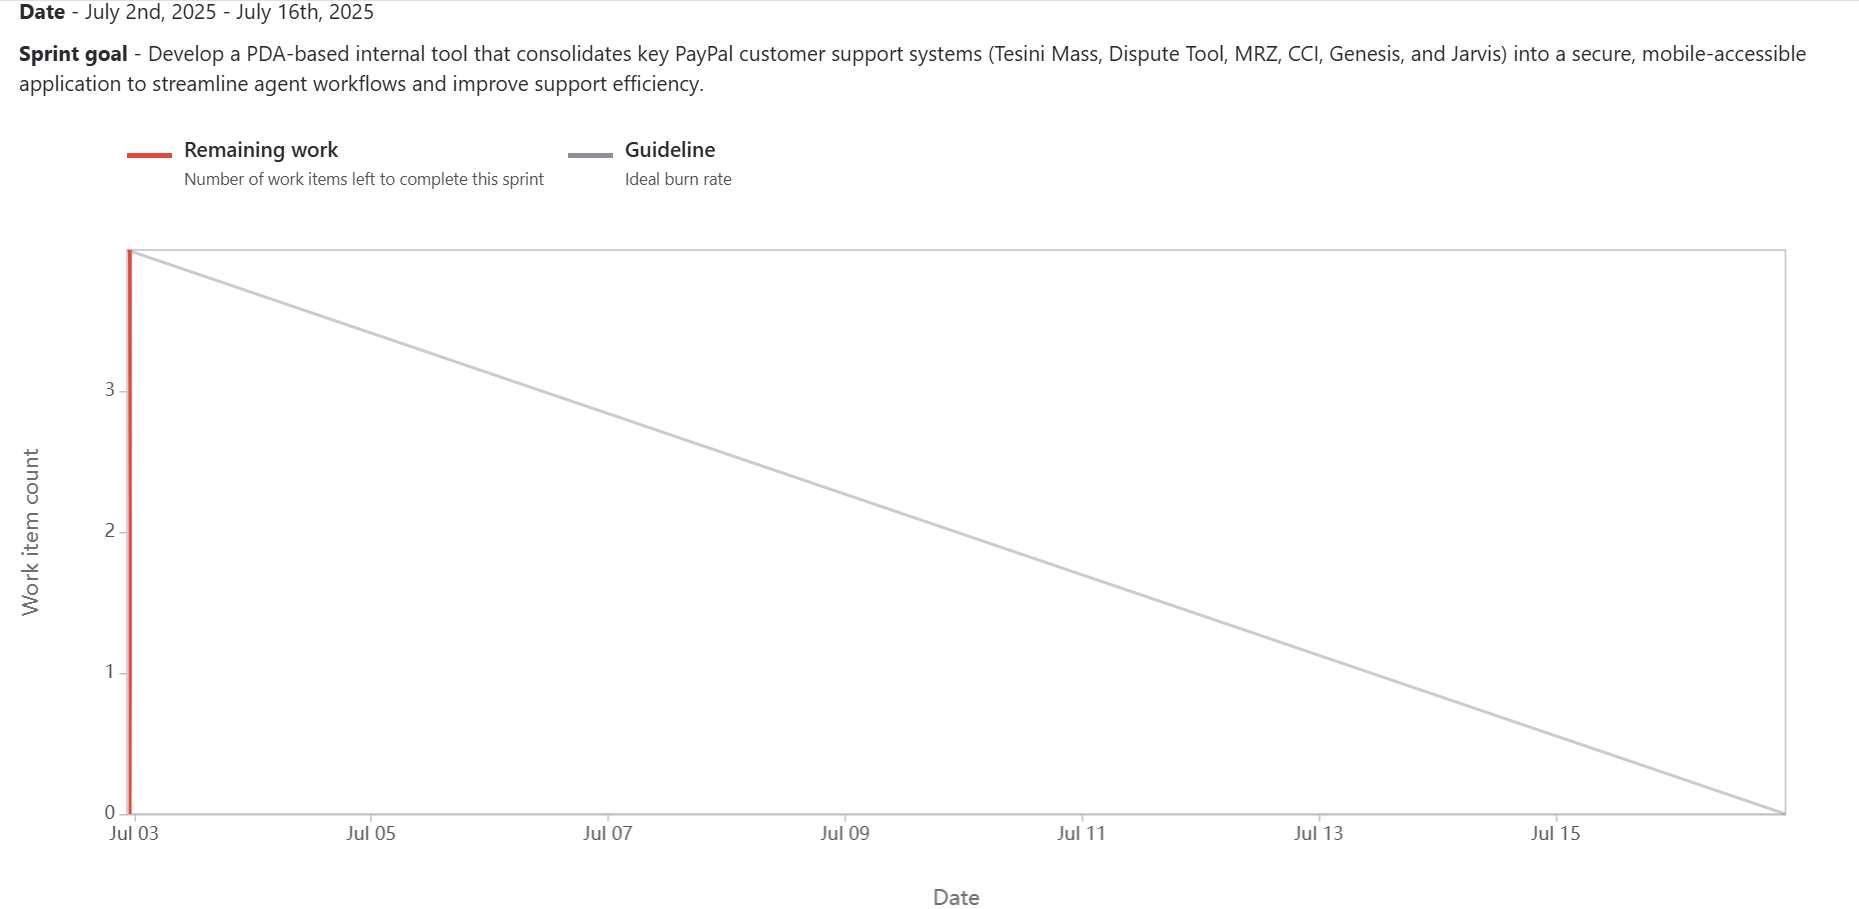 Date - July 2nd, 2025 - July 16th, 2025
Sprint goal - Develop a PDA-based internal tool that consolidates key PayPal customer support systems (Tesini Mass, Dispute Tool, MRZ, CCI, Genesis, and Jarvis) into a secure, mobile-accessible
application to streamline agent workflows and improve support efficiency.
Remaining work
Number of work items left to complete this sprint
Guideline
Ideal burn rate
Work item count
3
2
1
0
Jul 03 Jul 05 Jul 07 Jul 09 Jul 11 Jul 13 Jul 15
Date